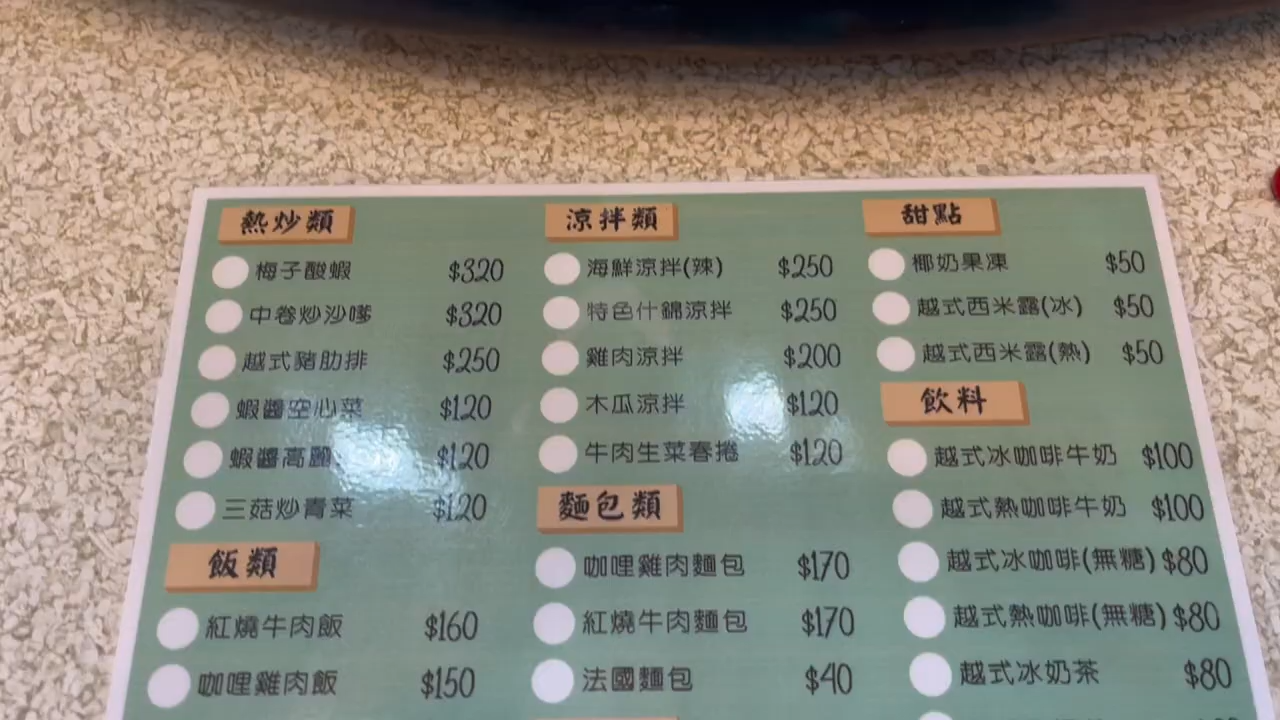 熱炒類
梅子酸蝦 $320
中卷炒沙嗲 $320
越式豬肋排 $250
蝦醬空心菜 $120
蝦醬高麗 $120
三菇炒青菜 $120
飯類
紅燒牛肉飯 $160
咖哩雞肉飯 $150
涼拌類
海鮮涼拌(辣) $250
特色什錦涼拌 $250
雞肉涼拌 $200
木瓜涼拌 $120
牛肉生菜春捲 $120
麵包類
咖哩雞肉麵包 $170
紅燒牛肉麵包 $170
法國麵包 $40
甜點
椰奶果凍 $50
越式西米露(冰) $50
越式西米露(熱) $50
飲料
越式冰咖啡牛奶 $100
越式熱咖啡牛奶 $100
越式冰咖啡(無糖) $80
越式熱咖啡(無糖) $80
越式冰奶茶 $80